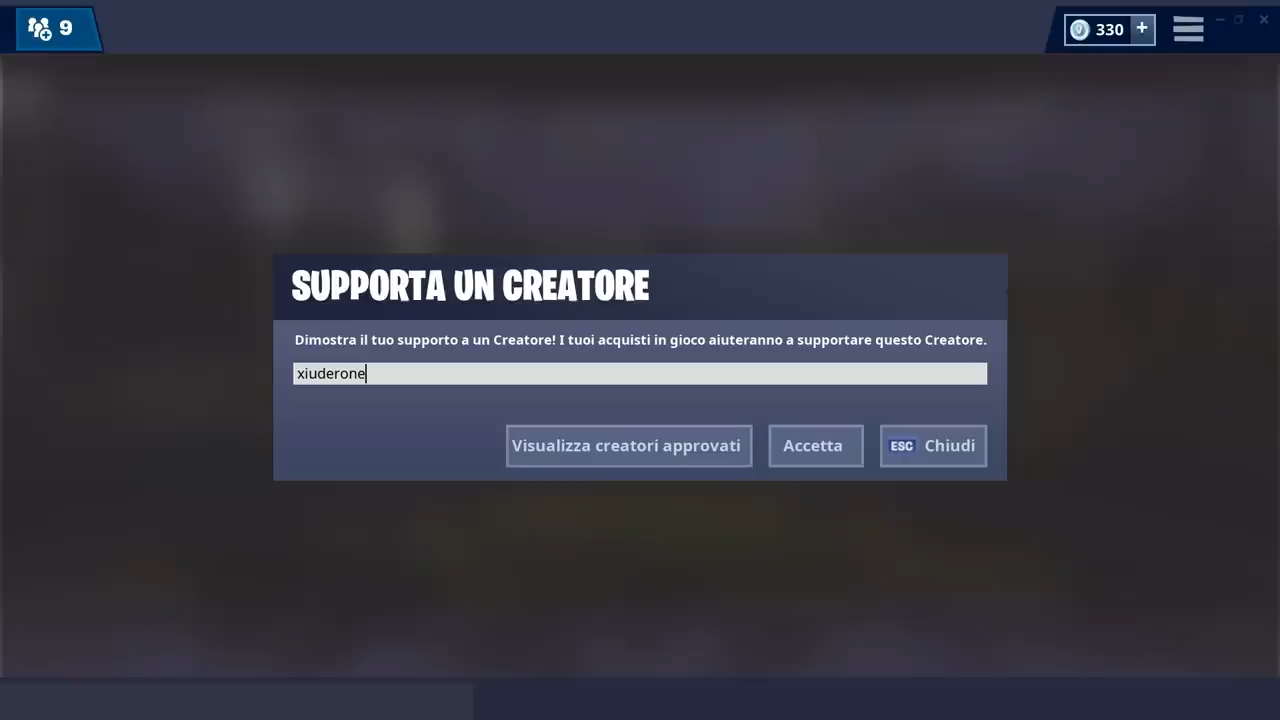 9
330 +
SUPPORTA UN CREATORE
Dimostra il tuo supporto a un Creatore! I tuoi acquisti in gioco aiuteranno a supportare questo Creatore.
xiuderone
Visualizza creatori approvati Accetta ESC Chiudi